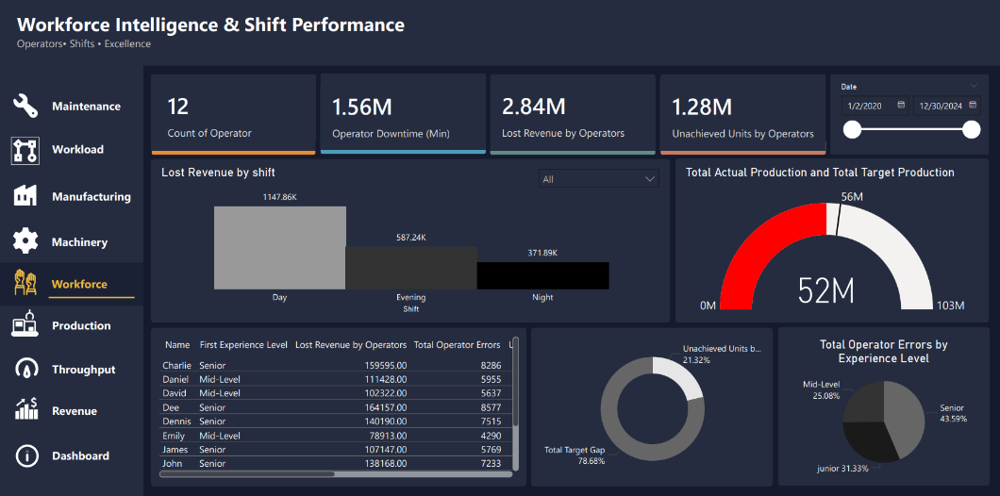 Workforce Intelligence & Shift Performance
Operators• Shifts • Excellence
Maintenance
Workload
Manufacturing
Machinery
Workforce
Production
Throughput
Revenue
Dashboard
12
Count of Operator
1.56M
Operator Downtime (Min)
2.84M
Lost Revenue by Operators
1.28M
Unachieved Units by Operators
Date
1/2/2020 12/30/2024
Lost Revenue by shift
All
1147.86K
587.24K
371.89K
Day Evening Night
Shift
Total Actual Production and Total Target Production
56M
52M
0M 103M
Name First Experience Level Lost Revenue by Operators Total Operator Errors
Charlie Senior 159595.00 8286
Daniel Mid-Level 111428.00 5955
David Mid-Level 102322.00 5637
Dee Senior 164157.00 8577
Dennis Senior 140190.00 7515
Emily Mid-Level 78913.00 4290
James Senior 107147.00 5769
John Senior 138168.00 7233
Unachieved Units b...
21.32%
Total Target Gap
78.68%
Total Operator Errors by
Experience Level
Mid-Level
25.08%
Senior
43.59%
junior 31.33%